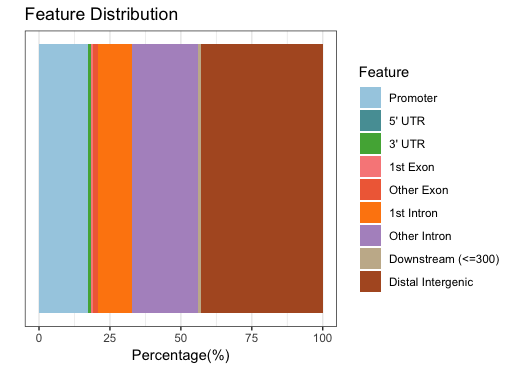 Feature Distribution
0
25
50
75
100
Percentage(%)
Feature
Promoter
5' UTR
3' UTR
1st Exon
Other Exon
1st Intron
Other Intron
Downstream (<=300)
Distal Intergenic